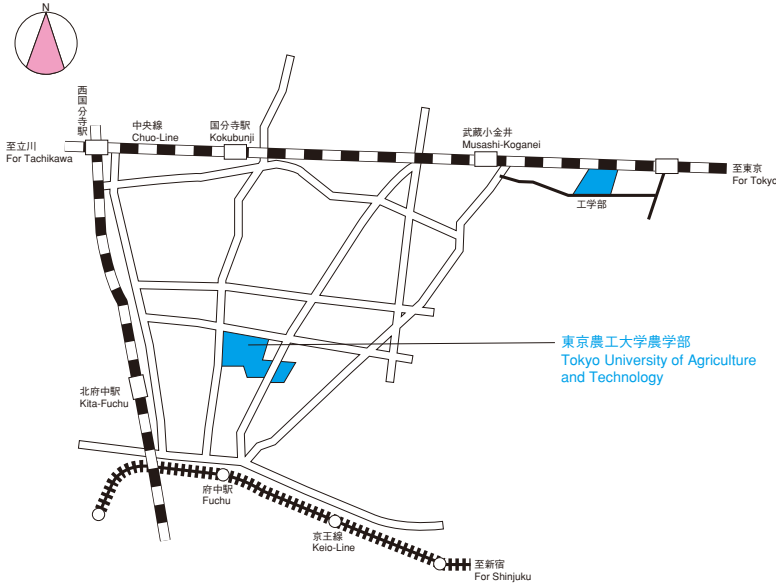 N
西国分寺駅
中央線
Chuo-Line
国分寺駅
Kokubunji
武蔵小金井
Musashi-Koganei
至立川
For Tachikawa
至東京
For Tokyo
工学部
東京農工大学農学部
Tokyo University of Agriculture
and Technology
北府中駅
Kita-Fuchu
府中駅
Fuchu
京王線
Keio-Line
至新宿
For Shinjuku